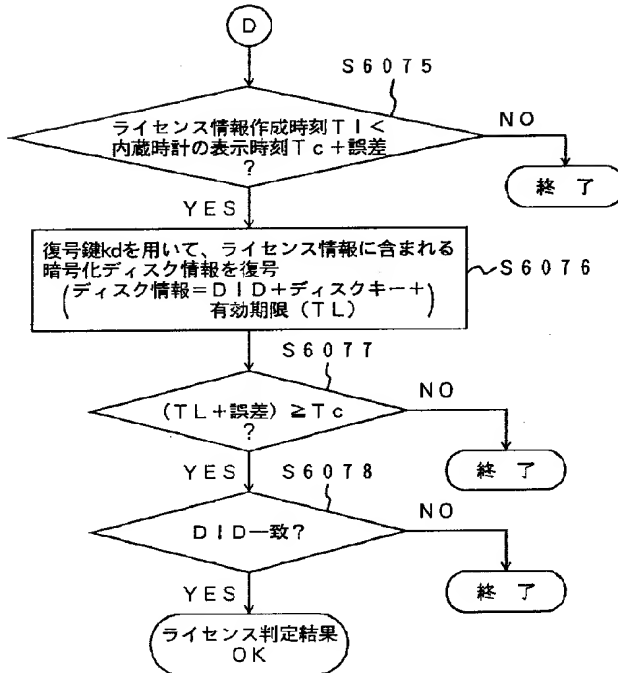 D
S6075
ライセンス情報作成時刻TI<
内蔵時計の表示時刻Tc+誤差
?
NO
終 了
YES
復号鍵kdを用いて、ライセンス情報に含まれる
暗号化ディスク情報を復号
(ディスク情報=DID+ディスクキー+
有効期限(TL))
S6076
S6077
(TL+誤差)≧Tc
?
NO
終 了
YES
S6078
DID一致?
NO
終 了
YES
ライセンス判定結果
OK